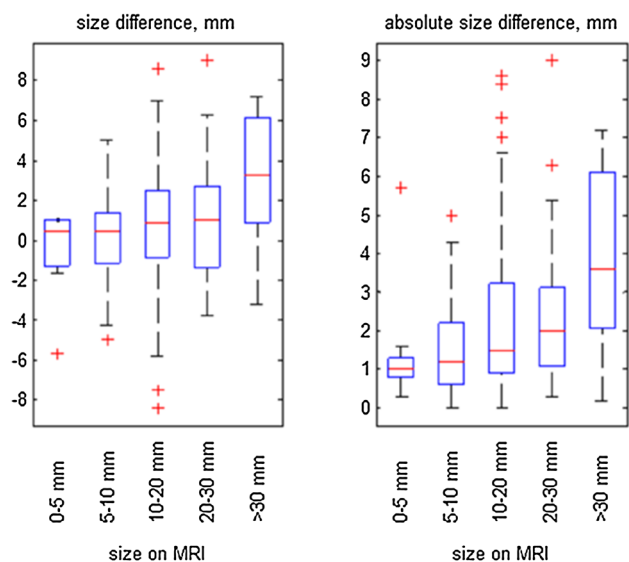 size difference, mm
8
6
4
2
0
-2
-4
-6
-8
0-5 mm
5-10 mm
10-20 mm
20-30 mm
>30 mm
size on MRI
absolute size difference, mm
9
8
7
6
5
4
3
2
1
0
0-5 mm
5-10 mm
10-20 mm
20-30 mm
>30 mm
size on MRI